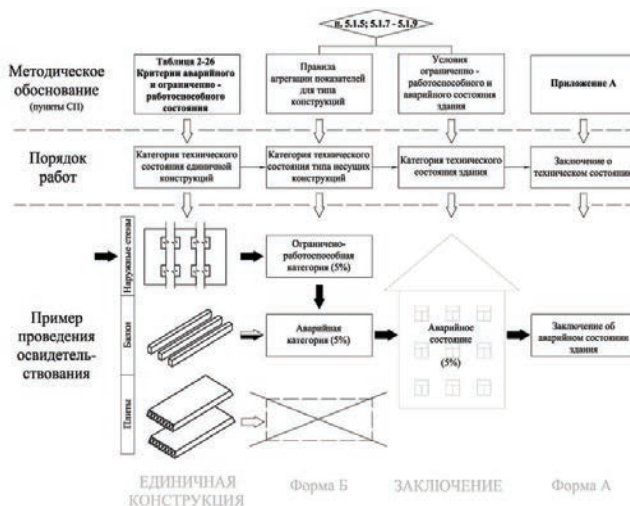 п. 5.1.5; 5.1.7 - 5.1.9
Методическое
обоснование
(пункты СП)
Таблица 2-26
Критерии аварийного
и ограниченно -
работоспособного
состояния
Правила
агрегации показателей
для типа
конструкций
Условия
ограниченно -
работоспособного и
аварийного состояния
здания
Приложение А
Порядок
работ
Категория технического
состояния единичной
конструкций
Категория технического
состояния типа несущих
конструкций
Категория технического
состояния здания
Заключение о
техническом состоянии
Пример
проведения
освидетель-
ствования
Наружные стены
Ограничено-
работоспособная
категория (5%)
Балки
Аварийная
категория (5%)
Аварийное
состояние
(5%)
Заключение об
аварийном состоянии
здания
Плиты
ЕДИНИЧНАЯ
КОНСТРУКЦИЯ
Форма Б
ЗАКЛЮЧЕНИЕ
Форма А